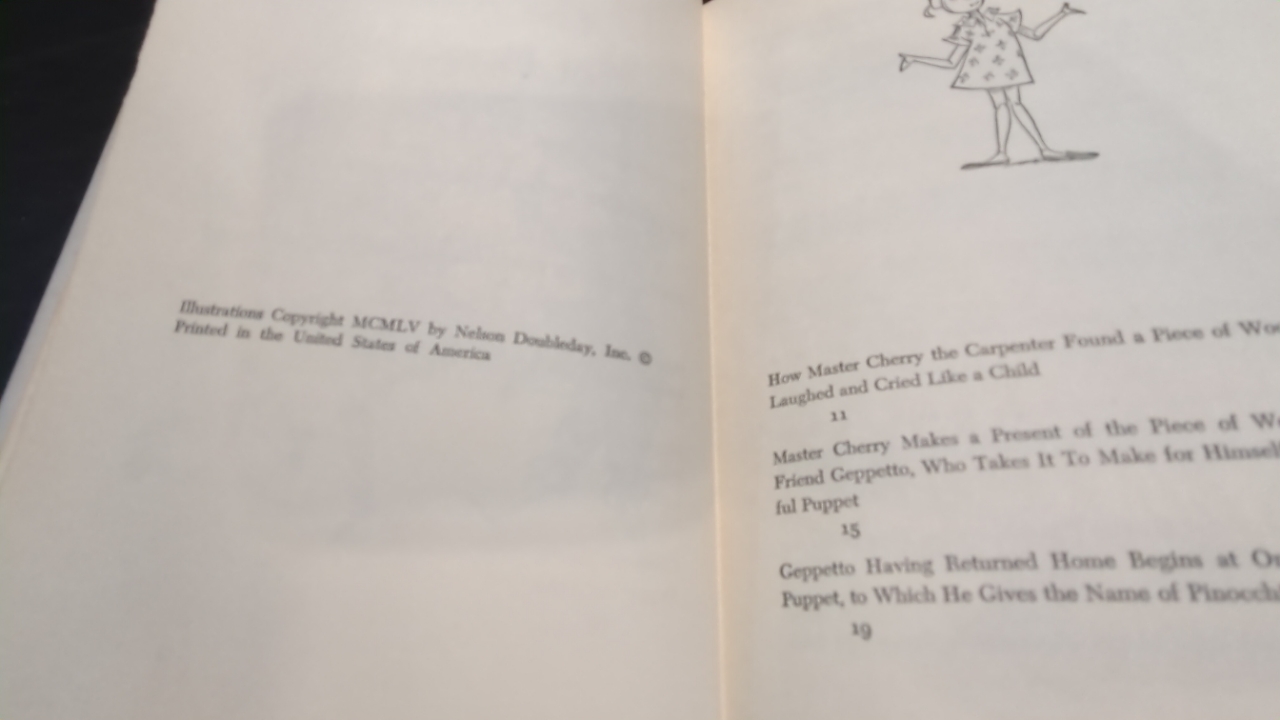 Illustrations Copyright MCMLV by Nelson Doubleday, Inc. ©
Printed in the United States of America
How Master Cherry the Carpenter Found a Piece of
Laughed and Cried Like a Child
11
Master Cherry Makes a Present of the Piece of
Friend Geppetto, Who Takes It To Make for
ful Puppet
15
Geppetto Having Returned Home Begins at
Puppet, to Which He Gives the Name of
19